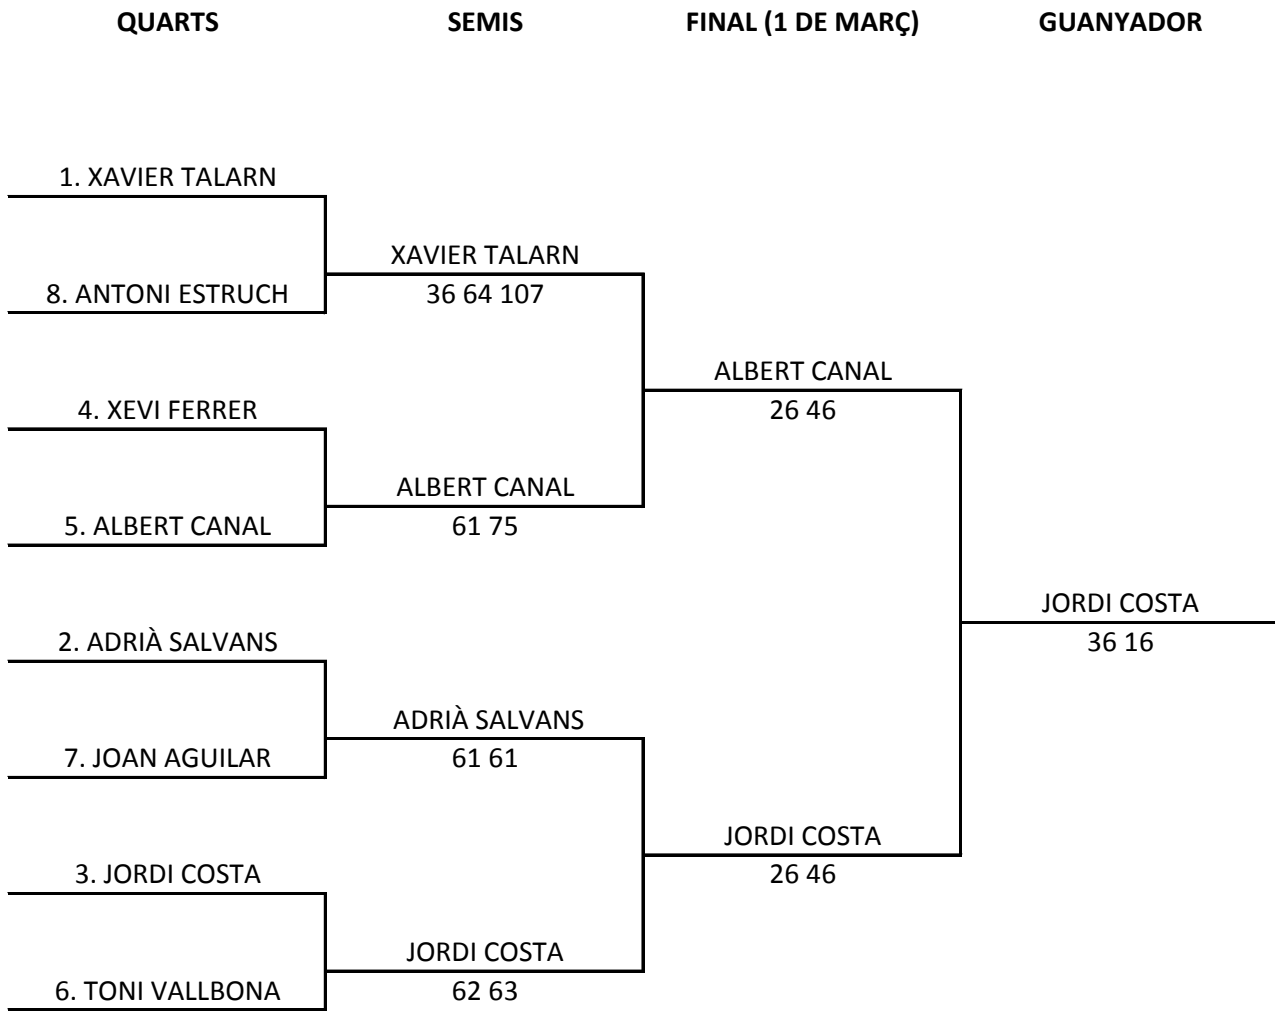 QUARTS SEMIS FINAL (1 DE MARÇ) GUANYADOR
1. XAVIER TALARN
XAVIER TALARN
8. ANTONI ESTRUCH 36 64 107
ALBERT CANAL
4. XEVI FERRER 26 46
ALBERT CANAL
5. ALBERT CANAL 61 75
JORDI COSTA
2. ADRIÀ SALVANS 36 16
ADRIÀ SALVANS
7. JOAN AGUILAR 61 61
JORDI COSTA
3. JORDI COSTA 26 46
JORDI COSTA
6. TONI VALLBONA 62 63